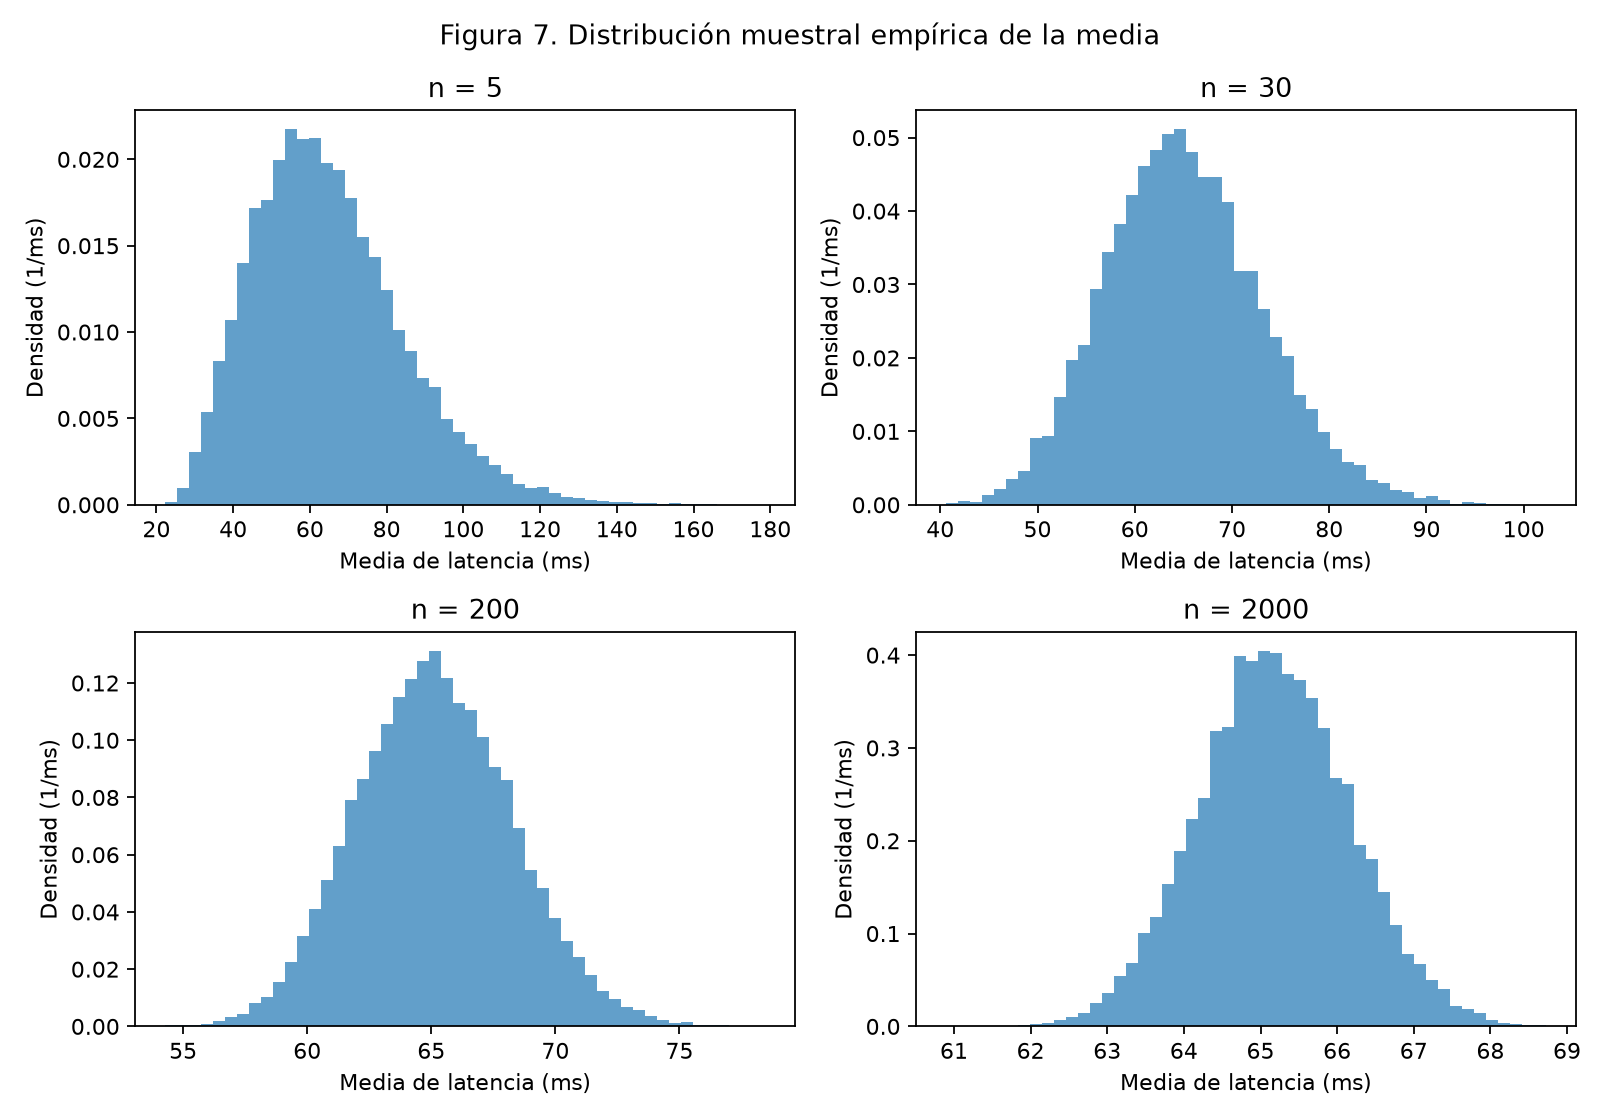 Figura 7. Distribución muestral empírica de la media
n = 5
0.020
0.015
0.010
0.005
0.000
Densidad (1/ms)
20 40 60 80 100 120 140 160 180
Media de latencia (ms)
n = 30
0.05
0.04
0.03
0.02
0.01
0.00
Densidad (1/ms)
40 50 60 70 80 90 100
Media de latencia (ms)
n = 200
0.12
0.10
0.08
0.06
0.04
0.02
0.00
Densidad (1/ms)
55 60 65 70 75
Media de latencia (ms)
n = 2000
0.4
0.3
0.2
0.1
0.0
Densidad (1/ms)
61 62 63 64 65 66 67 68 69
Media de latencia (ms)